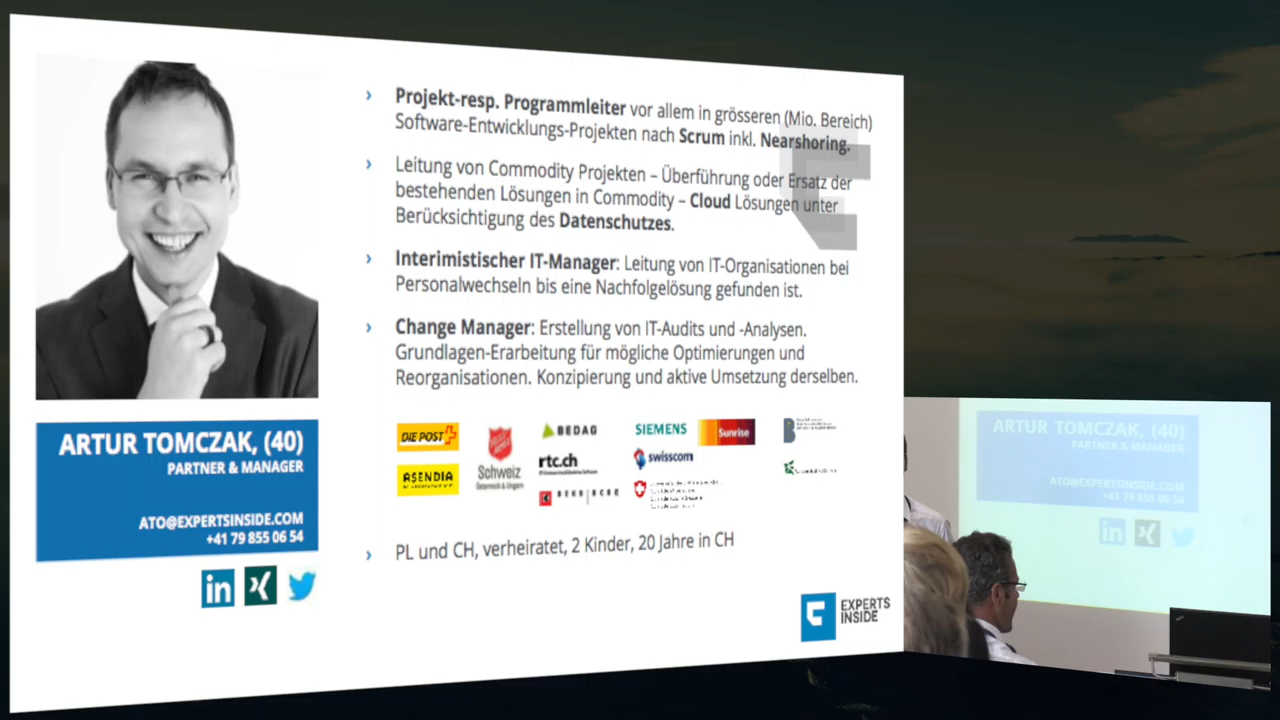 Projekt-resp. Programmleiter vor allem in grösseren (Mio. Bereich)
Software-Entwicklungs-Projekten nach Scrum inkl. Nearshoring.
Leitung von Commodity Projekten – Überführung oder Ersatz der
bestehenden Lösungen in Commodity – Cloud Lösungen unter
Berücksichtigung des Datenschutzes.
Interimistischer IT-Manager: Leitung von IT-Organisationen bei
Personalwechseln bis eine Nachfolgelösung gefunden ist.
Change Manager: Erstellung von IT-Audits und -Analysen.
Grundlagen-Erarbeitung für mögliche Optimierungen und
Reorganisationen. Konzipierung und aktive Umsetzung derselben.
DIE POST
ASENDIA
Schweiz
Österreich & Ungarn
BEDAG
rtc.ch
SIEMENS
Sunrise
swisscom
PL und CH, verheiratet, 2 Kinder, 20 Jahre in CH
EXPERTS
INSIDE
ARTUR TOMCZAK, (40)
PARTNER & MANAGER
ATO@EXPERTSINSIDE.COM
+41 79 855 06 54
in
ARTUR TOMCZAK, (40)
PARTNER & MANAGER
ATO@EXPERTSINSIDE.COM
+41 79 855 06 54
in